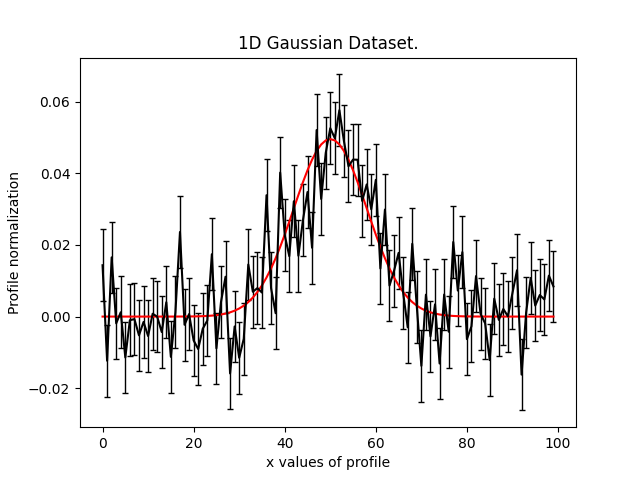 1D Gaussian Dataset.
Profile normalization
0.06
0.04
0.02
0.00
−0.02
0 20 40 60 80 100
x values of profile